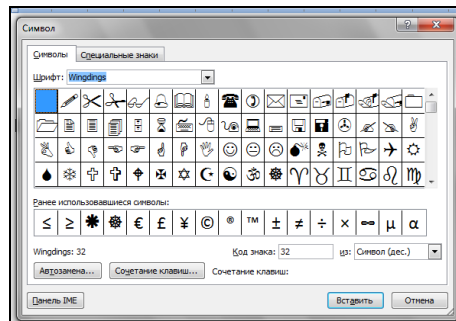 Символ
Символы Специальные знаки
Шрифт: Wingdings
Ранее использовавшиеся символы:
≤ ≥ ✱ ☸ € £ ¥ © ® ™ ± ≠ ÷ × ∞ µ α
Wingdings: 32 Код знака: 32 из: Символ (дес.)
Автозамена... Сочетание клавиш... Сочетание клавиш:
Панель IME Вставить Отмена